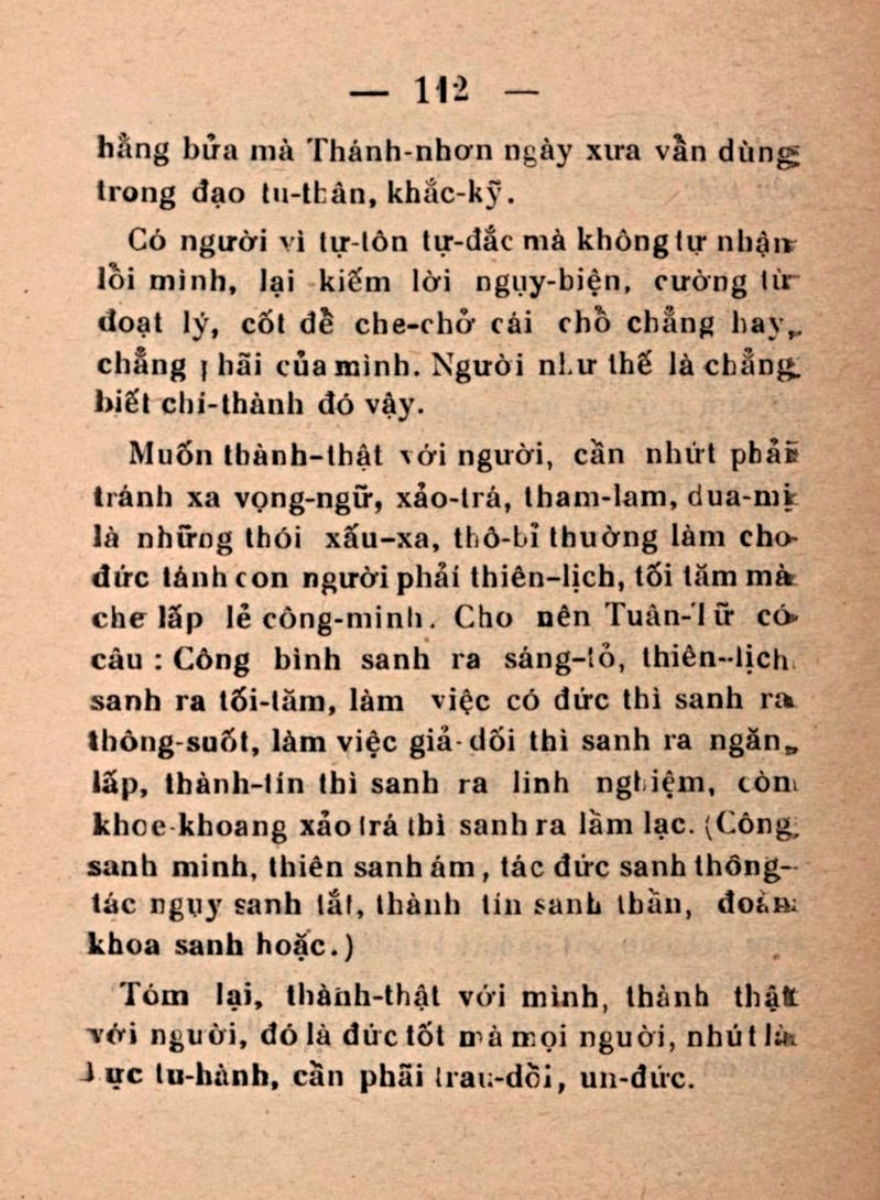 — 112 —
hằng bửa mà Thánh-nhơn ngày xưa vẫn dùng
trong đạo tu-thân, khắc-kỹ.
Có người vì tự-tôn tự-đắc mà không tự nhận
lỗi mình, lại kiếm lời ngụy-biện, cường từ
đoạt lý, cốt để che-chở cái chỗ chẳng hay,
chẳng phãi của mình. Người như thế là chẳng
biết chí-thành đó vậy.
Muốn thành-thật với người, cần nhứt phải
tránh xa vọng-ngữ, xảo-trá, tham-lam, dua-mị
là những thói xấu-xa, thô-bỉ thuờng làm cho
đức tánh con người phải thiên-lịch, tối tăm mà
che lấp lẻ công-minh. Cho nên Tuân-Tữ có
câu : Công bình sanh ra sáng-tỏ, thiên-lịch
sanh ra tối-tăm, làm việc có đức thì sanh ra
thông-suốt, làm việc giả-dối thì sanh ra ngăn,
lấp, thành-tín thì sanh ra linh nghiệm, còn
khoe-khoang xảo trá thì sanh ra lầm lạc. (Công
sanh minh, thiên sanh ám, tác đức sanh thông-
tác ngụy sanh tắt, thành tín sanh thần, đoản
khoa sanh hoặc.)
Tóm lại, thành-thật với mình, thành thật
với nguời, đó là đức tốt mà mọi nguời, nhút là
bực tu-hành, cần phãi trau-dồi, un-đức.